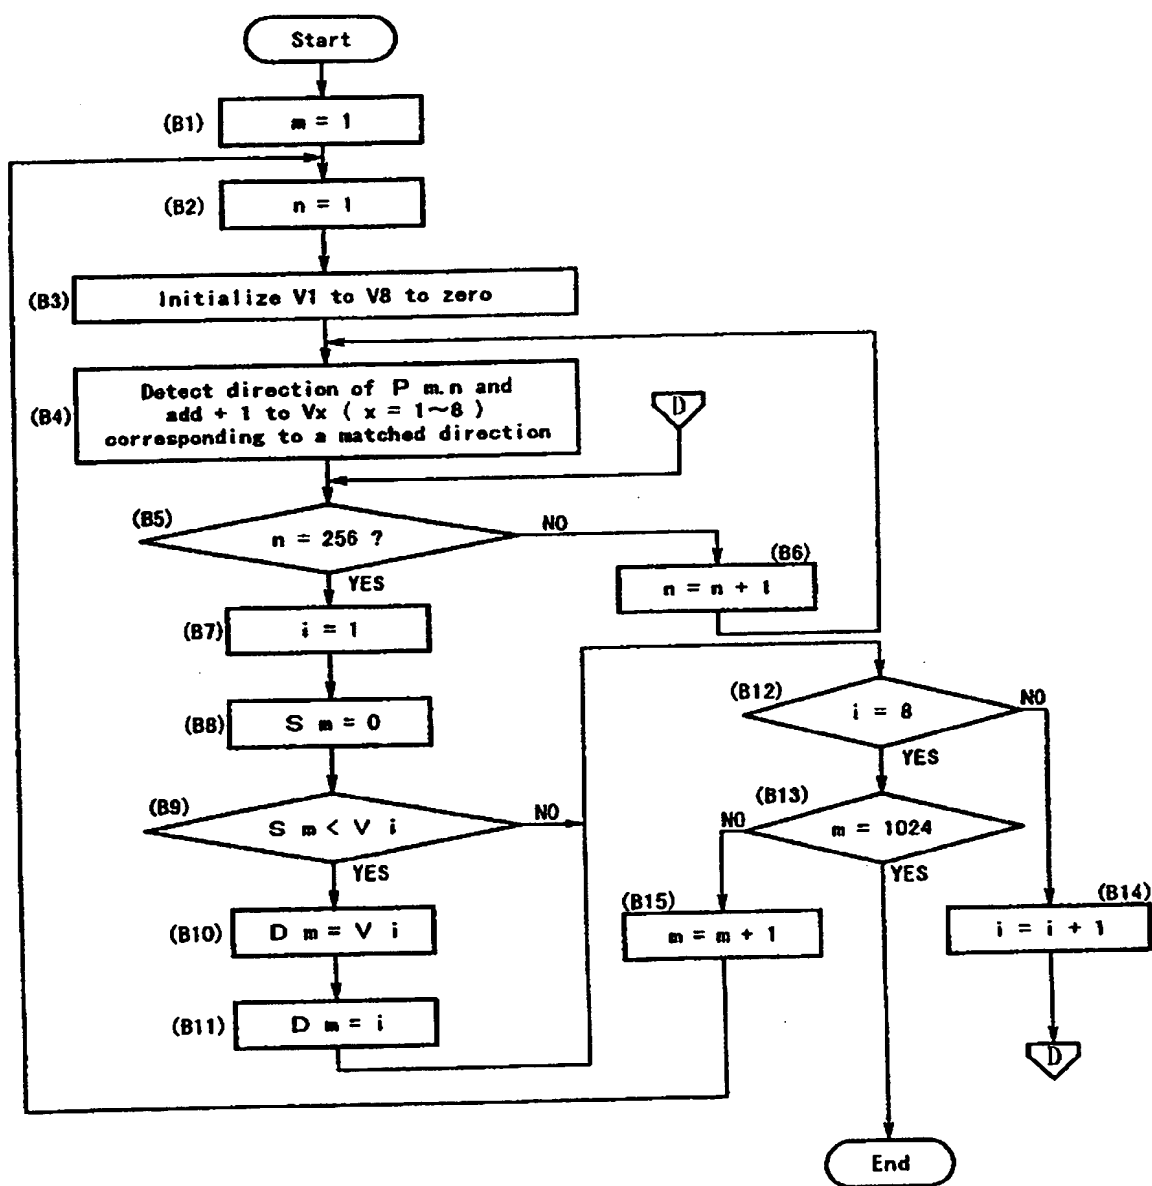 Start
(B1)
m = 1
(B2)
n = 1
(B3)
Initialize V1 to V8 to zero
(B4)
Detect direction of P m.n and
add + 1 to Vx ( x = 1~8 )
corresponding to a matched direction
D
(B5)
n = 256 ?
NO
YES
(B6)
n = n + 1
(B7)
i = 1
(B8)
S m = 0
(B9)
S m < V i
NO
YES
(B10)
D m = V i
(B11)
D m = i
(B12)
i = 8
NO
YES
(B13)
m = 1024
NO
YES
(B15)
m = m + 1
(B14)
i = i + 1
D
End